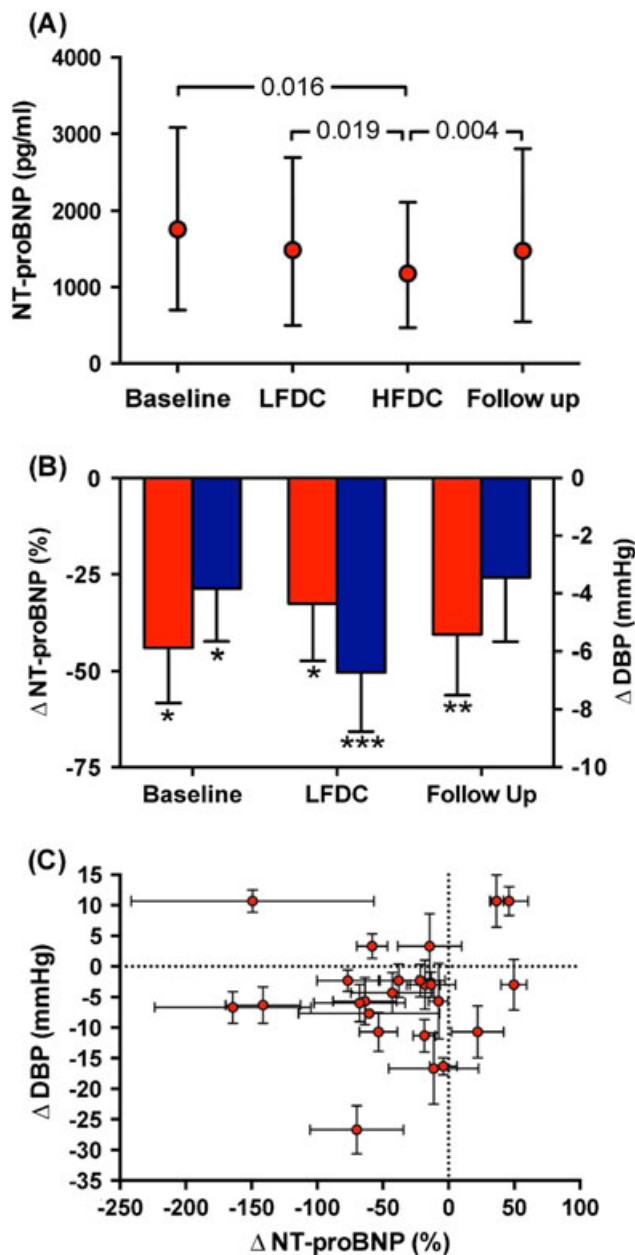 (A)
4000
3000
2000
1000
0
NT-proBNP (pg/ml)
0.016
0.019
0.004
Baseline LFDC HFDC Follow up
(B)
0
-25
-50
-75
Δ NT-proBNP (%)
0
-2
-4
-6
-8
-10
Δ DBP (mmHg)
* * * *** **
Baseline LFDC Follow Up
(C)
15
10
5
0
-5
-10
-15
-20
-25
-30
-35
Δ DBP (mmHg)
-250 -200 -150 -100 -50 0 50 100
Δ NT-proBNP (%)